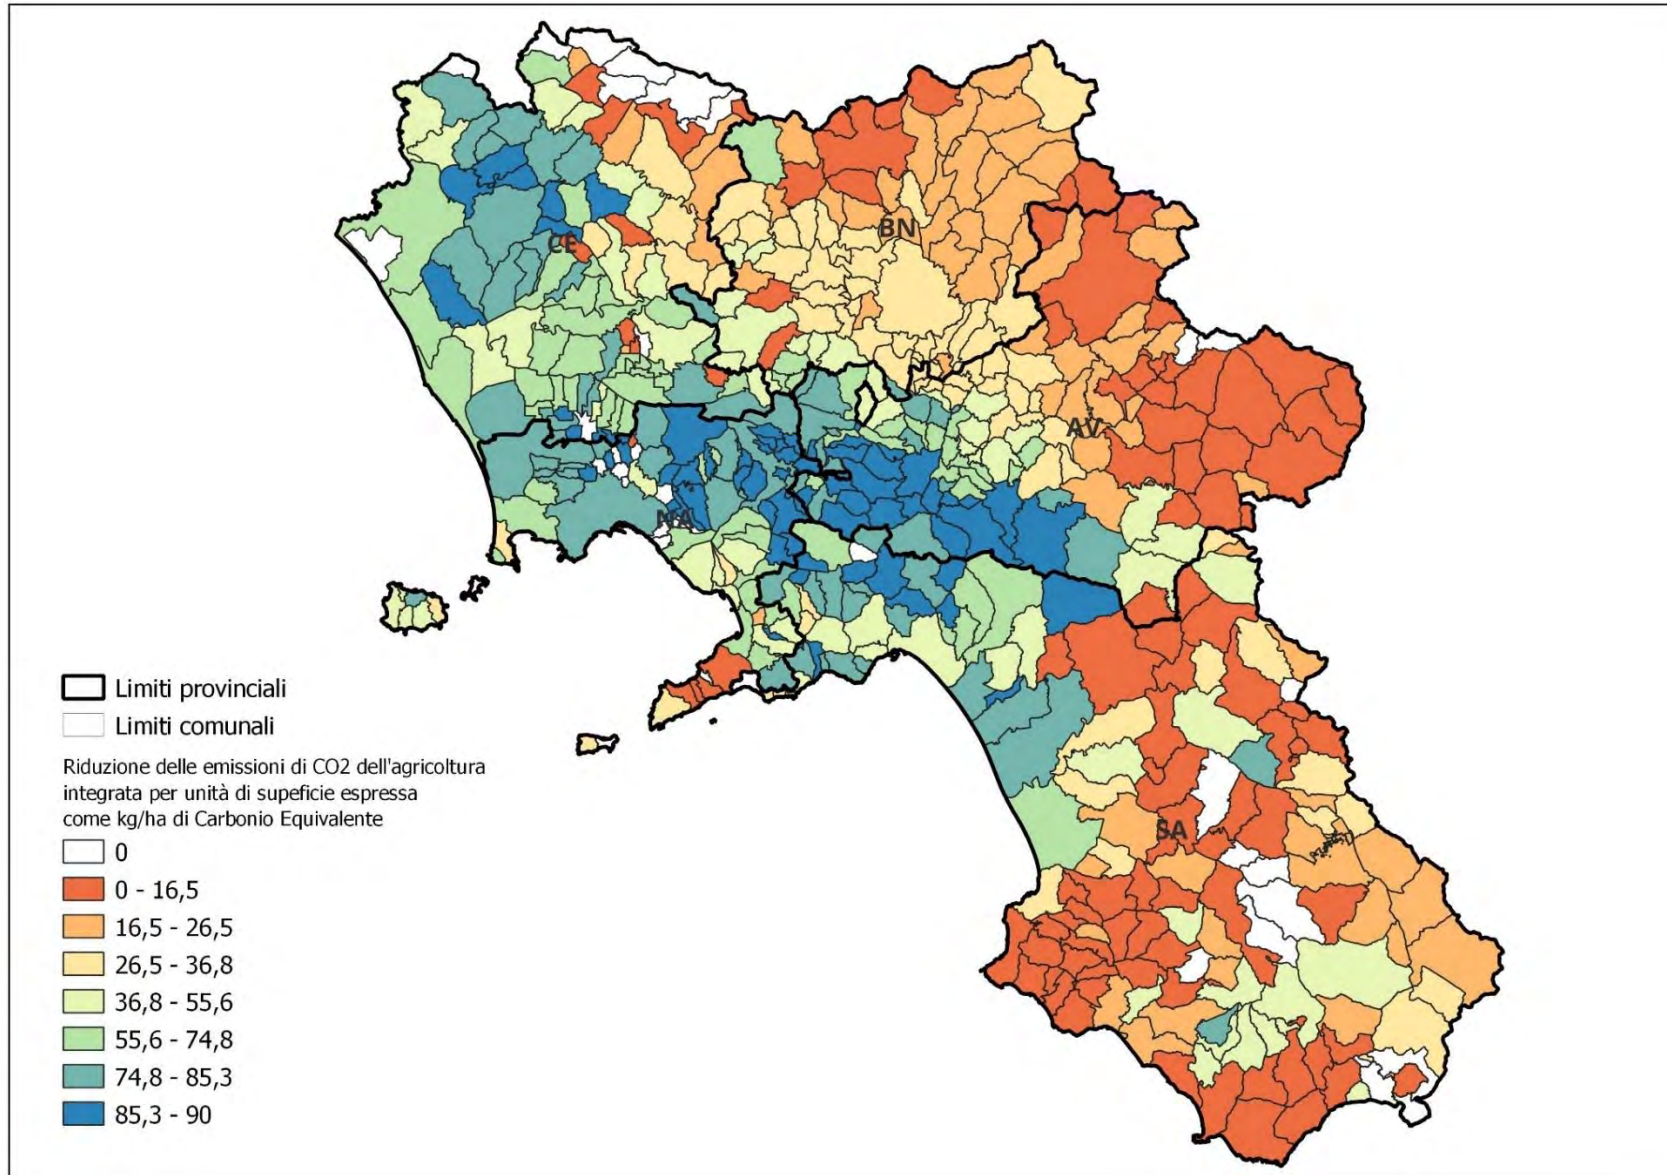 BN
CE
AV
NA
SA
Limiti provinciali
Limiti comunali
Riduzione delle emissioni di CO2 dell'agricoltura
integrata per unità di supeficie espressa
come kg/ha di Carbonio Equivalente
0
0 - 16,5
16,5 - 26,5
26,5 - 36,8
36,8 - 55,6
55,6 - 74,8
74,8 - 85,3
85,3 - 90